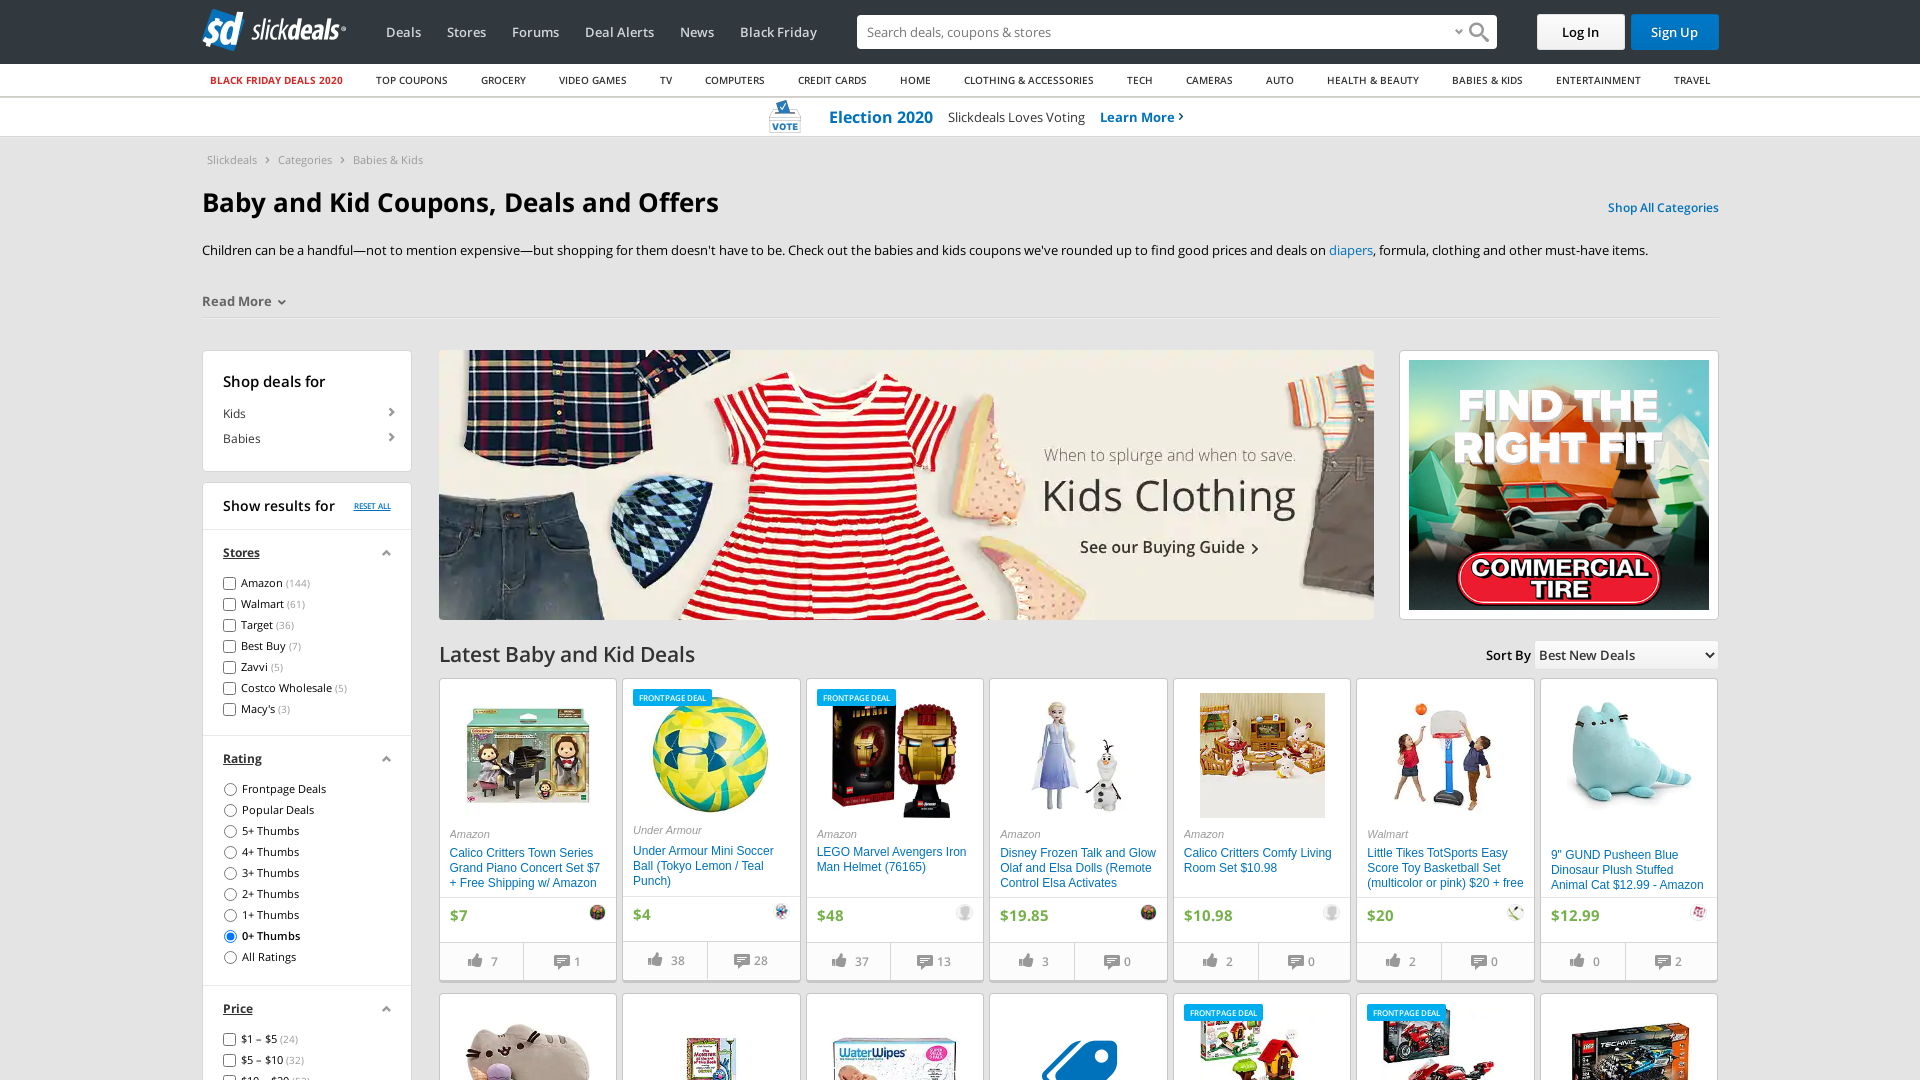 slickdeals
Deals
Stores
Forums
Deal Alerts
News
Black Friday
Search deals, coupons & stores
Log In
Sign Up
BLACK FRIDAY DEALS 2020
TOP COUPONS
GROCERY
VIDEO GAMES
TV
COMPUTERS
CREDIT CARDS
HOME
CLOTHING & ACCESSORIES
TECH
CAMERAS
AUTO
HEALTH & BEAUTY
BABIES & KIDS
ENTERTAINMENT
TRAVEL
VOTE
Election 2020 Slickdeals Loves Voting Learn More
Slickdeals > Categories > Babies & Kids
Baby and Kid Coupons, Deals and Offers
Shop All Categories
Children can be a handful—not to mention expensive—but shopping for them doesn't have to be. Check out the babies and kids coupons we've rounded up to find good prices and deals on diapers, formula, clothing and other must-have items.
Read More
Shop deals for
Kids
Babies
Show results for RESET ALL
Stores
Amazon (144)
Walmart (61)
Target (36)
Best Buy (7)
Zavvi (5)
Costco Wholesale (5)
Macy's (3)
Rating
Frontpage Deals
Popular Deals
5+ Thumbs
4+ Thumbs
3+ Thumbs
2+ Thumbs
1+ Thumbs
0+ Thumbs
All Ratings
Price
$1 – $5 (24)
$5 – $10 (32)
When to splurge and when to save.
Kids Clothing
See our Buying Guide
FIND THE
RIGHT FIT
COMMERCIAL
TIRE
Latest Baby and Kid Deals
Sort By Best New Deals
Amazon
Calico Critters Town Series
Grand Piano Concert Set $7
+ Free Shipping w/ Amazon
$7
7
1
FRONTPAGE DEAL
Under Armour
Under Armour Mini Soccer
Ball (Tokyo Lemon / Teal
Punch)
$4
38
28
FRONTPAGE DEAL
Amazon
LEGO Marvel Avengers Iron
Man Helmet (76165)
$48
37
13
Amazon
Disney Frozen Talk and Glow
Olaf and Elsa Dolls (Remote
Control Elsa Activates
$19.85
3
0
Amazon
Calico Critters Comfy Living
Room Set $10.98
$10.98
2
0
Walmart
Little Tikes TotSports Easy
Score Toy Basketball Set
(multicolor or pink) $20 + free
$20
2
0
9" GUND Pusheen Blue
Dinosaur Plush Stuffed
Animal Cat $12.99 - Amazon
$12.99
0
2
WaterWipes
FRONTPAGE DEAL
FRONTPAGE DEAL
TECHNIC